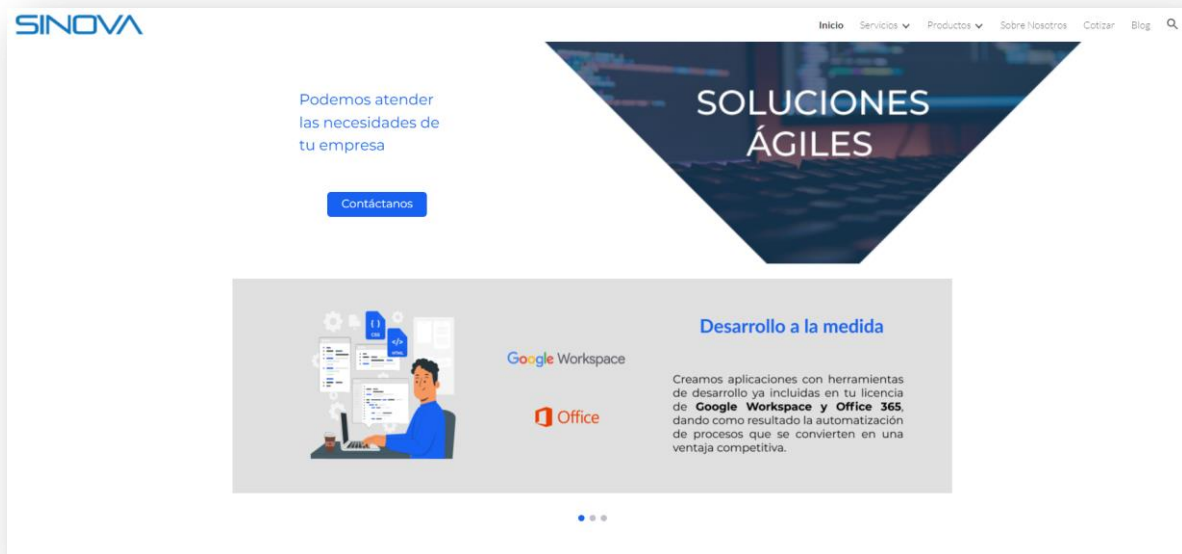 SINOVA
Inicio Servicios Productos Sobre Nosotros Cotizar Blog
Podemos atender
las necesidades de
tu empresa
Contáctanos
SOLUCIONES
ÁGILES
{ }
CSS
</>
HTML
Google Workspace
Office
Desarrollo a la medida
Creamos aplicaciones con herramientas
de desarrollo ya incluidas en tu licencia
de Google Workspace y Office 365,
dando como resultado la automatización
de procesos que se convierten en una
ventaja competitiva.